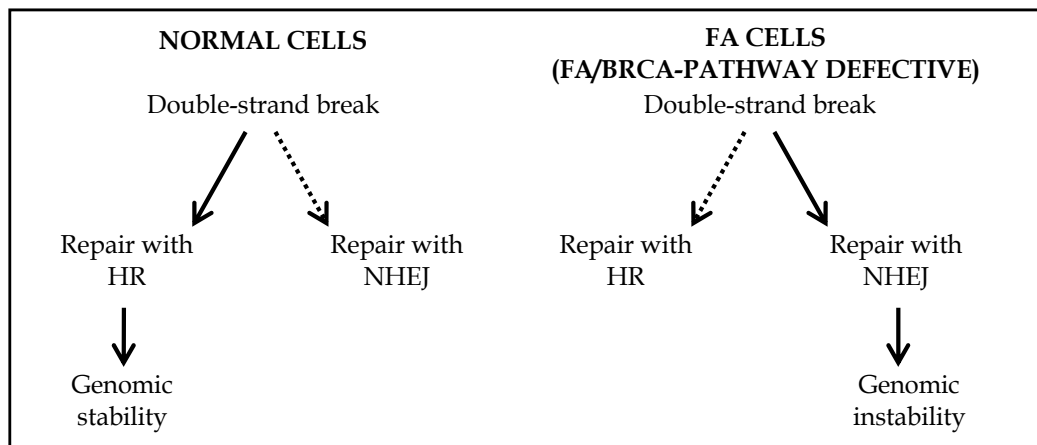 NORMAL CELLS
Double-strand break
Repair with
HR
Repair with
NHEJ
Genomic
stability
FA CELLS
(FA/BRCA-PATHWAY DEFECTIVE)
Double-strand break
Repair with
HR
Repair with
NHEJ
Genomic
instability